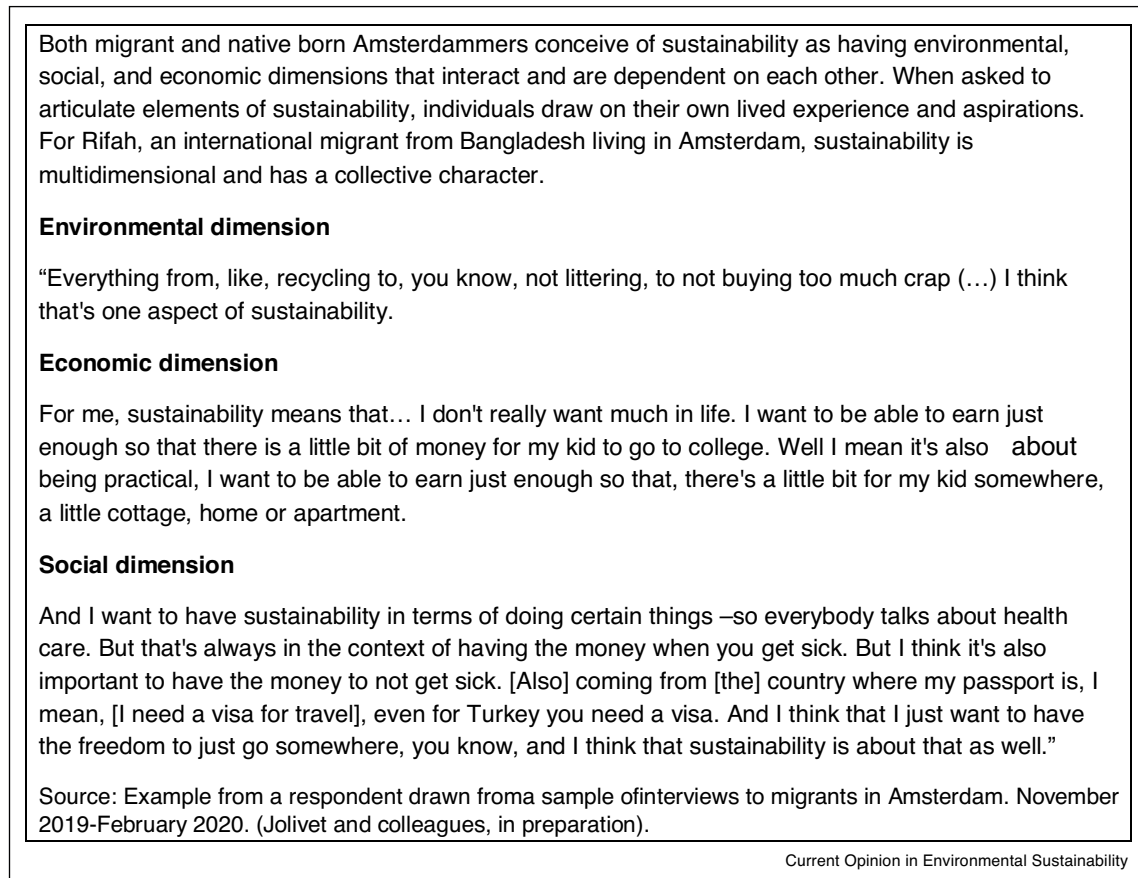 Both migrant and native born Amsterdammers conceive of sustainability as having environmental,
social, and economic dimensions that interact and are dependent on each other. When asked to
articulate elements of sustainability, individuals draw on their own lived experience and aspirations.
For Rifah, an international migrant from Bangladesh living in Amsterdam, sustainability is
multidimensional and has a collective character.
Environmental dimension
“Everything from, like, recycling to, you know, not littering, to not buying too much crap (…) I think
that's one aspect of sustainability.
Economic dimension
For me, sustainability means that… I don't really want much in life. I want to be able to earn just
enough so that there is a little bit of money for my kid to go to college. Well I mean it's also about
being practical, I want to be able to earn just enough so that, there's a little bit for my kid somewhere,
a little cottage, home or apartment.
Social dimension
And I want to have sustainability in terms of doing certain things –so everybody talks about health
care. But that's always in the context of having the money when you get sick. But I think it's also
important to have the money to not get sick. [Also] coming from [the] country where my passport is, I
mean, [I need a visa for travel], even for Turkey you need a visa. And I think that I just want to have
the freedom to just go somewhere, you know, and I think that sustainability is about that as well.”
Source: Example from a respondent drawn froma sample ofinterviews to migrants in Amsterdam. November
2019-February 2020. (Jolivet and colleagues, in preparation).
Current Opinion in Environmental Sustainability